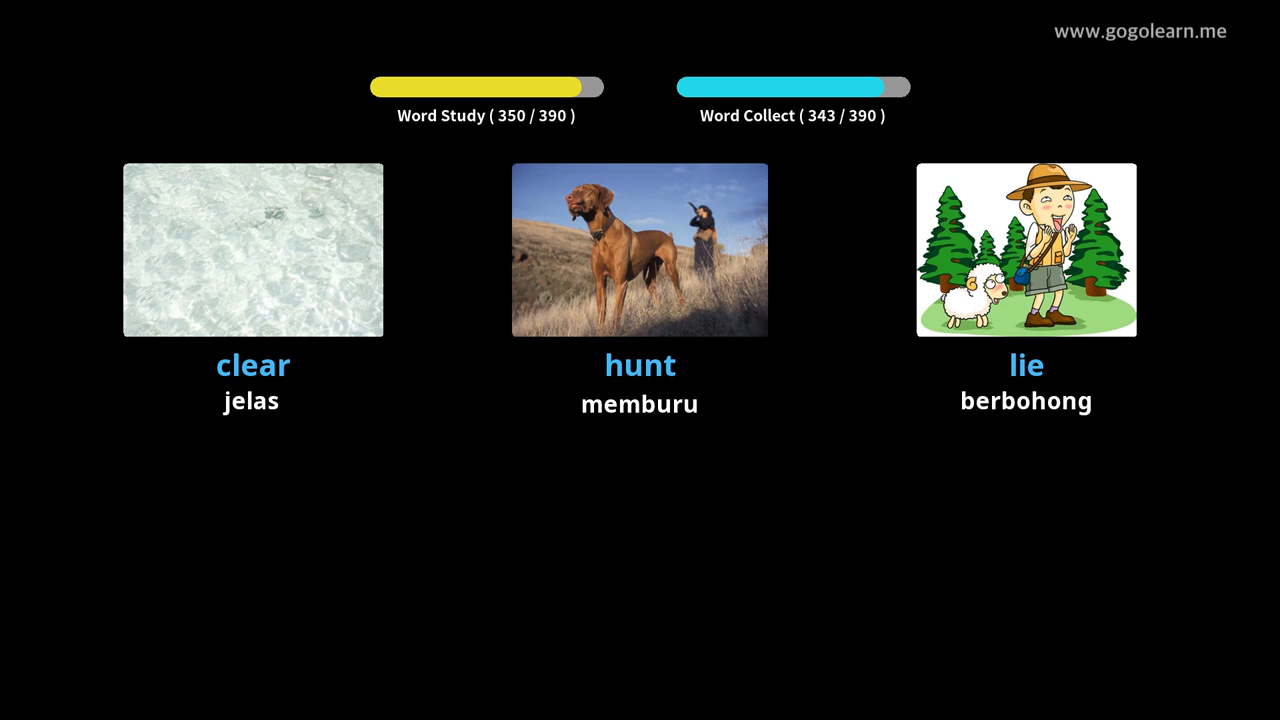 www.gogolearn.me
Word Study ( 350 / 390 )
Word Collect ( 343 / 390 )
clear
jelas
hunt
memburu
lie
berbohong